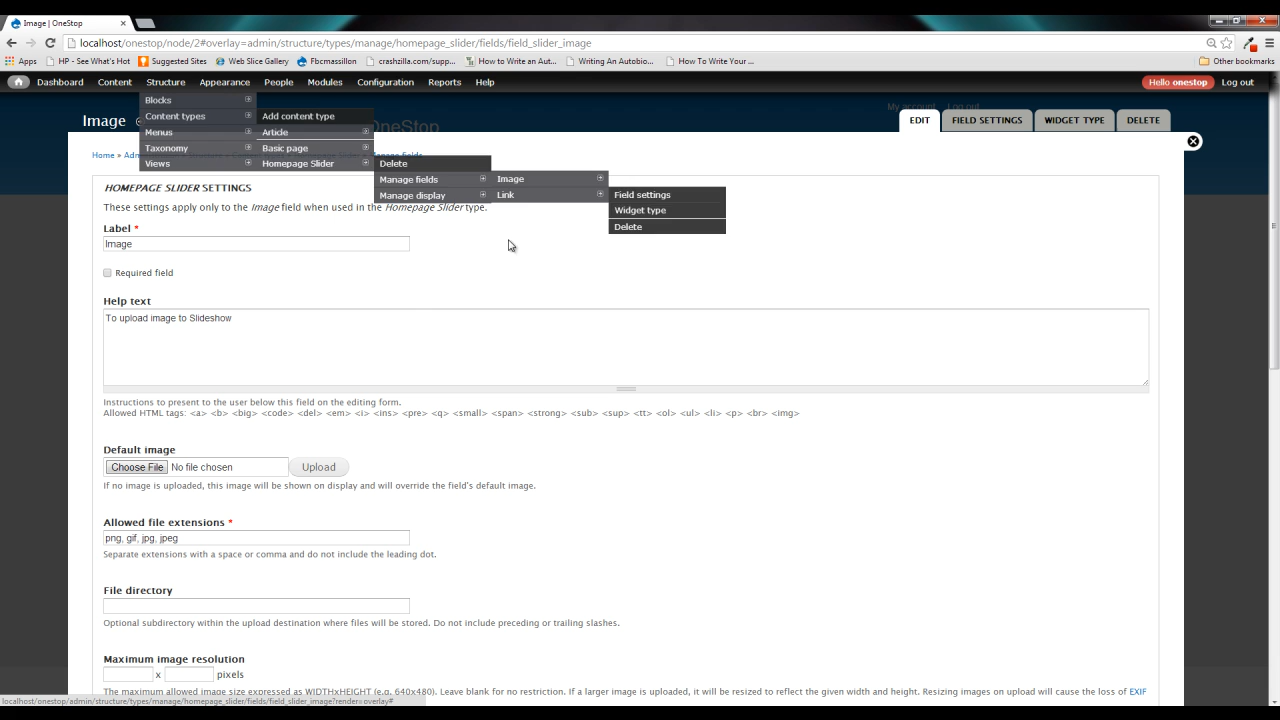 Image | OneStop
localhost/onestop/node/2#overlay=admin/structure/types/manage/homepage_slider/fields/field_slider_image
Apps HP - See What's Hot Suggested Sites Web Slice Gallery Fbcmassillon crashzilla.com/supp... How to Write an Aut... Writing An Autobio... How To Write Your ... Other bookmarks
Dashboard Content Structure Appearance People Modules Configuration Reports Help Hello onestop Log out
Blocks
My account Log out
Content types Add content type
Image OneStop EDIT FIELD SETTINGS WIDGET TYPE DELETE
Menus Article
Taxonomy Basic page
Home » Manage fields
Views Homepage Slider Delete
Manage fields Image
HOMEPAGE SLIDER SETTINGS
Manage display Link Field settings
These settings apply only to the Image field when used in the Homepage Slider type.
Widget type
Delete
Label *
Image
Required field
Help text
To upload image to Slideshow
Instructions to present to the user below this field on the editing form.
Allowed HTML tags: <a> <b> <big> <code> <del> <em> <i> <ins> <pre> <q> <small> <span> <strong> <sub> <sup> <tt> <ol> <ul> <li> <p> <br> <img>
Default image
Choose File No file chosen Upload
If no image is uploaded, this image will be shown on display and will override the field's default image.
Allowed file extensions *
png, gif, jpg, jpeg
Separate extensions with a space or comma and do not include the leading dot.
File directory
Optional subdirectory within the upload destination where files will be stored. Do not include preceding or trailing slashes.
Maximum image resolution
x pixels
The maximum allowed image size expressed as WIDTHxHEIGHT (e.g. 640x480). Leave blank for no restriction. If a larger image is uploaded, it will be resized to reflect the given width and height. Resizing images on upload will cause the loss of EXIF
localhost/onestop/admin/structure/types/manage/homepage_slider/fields/field_slider_image?render=overlay#